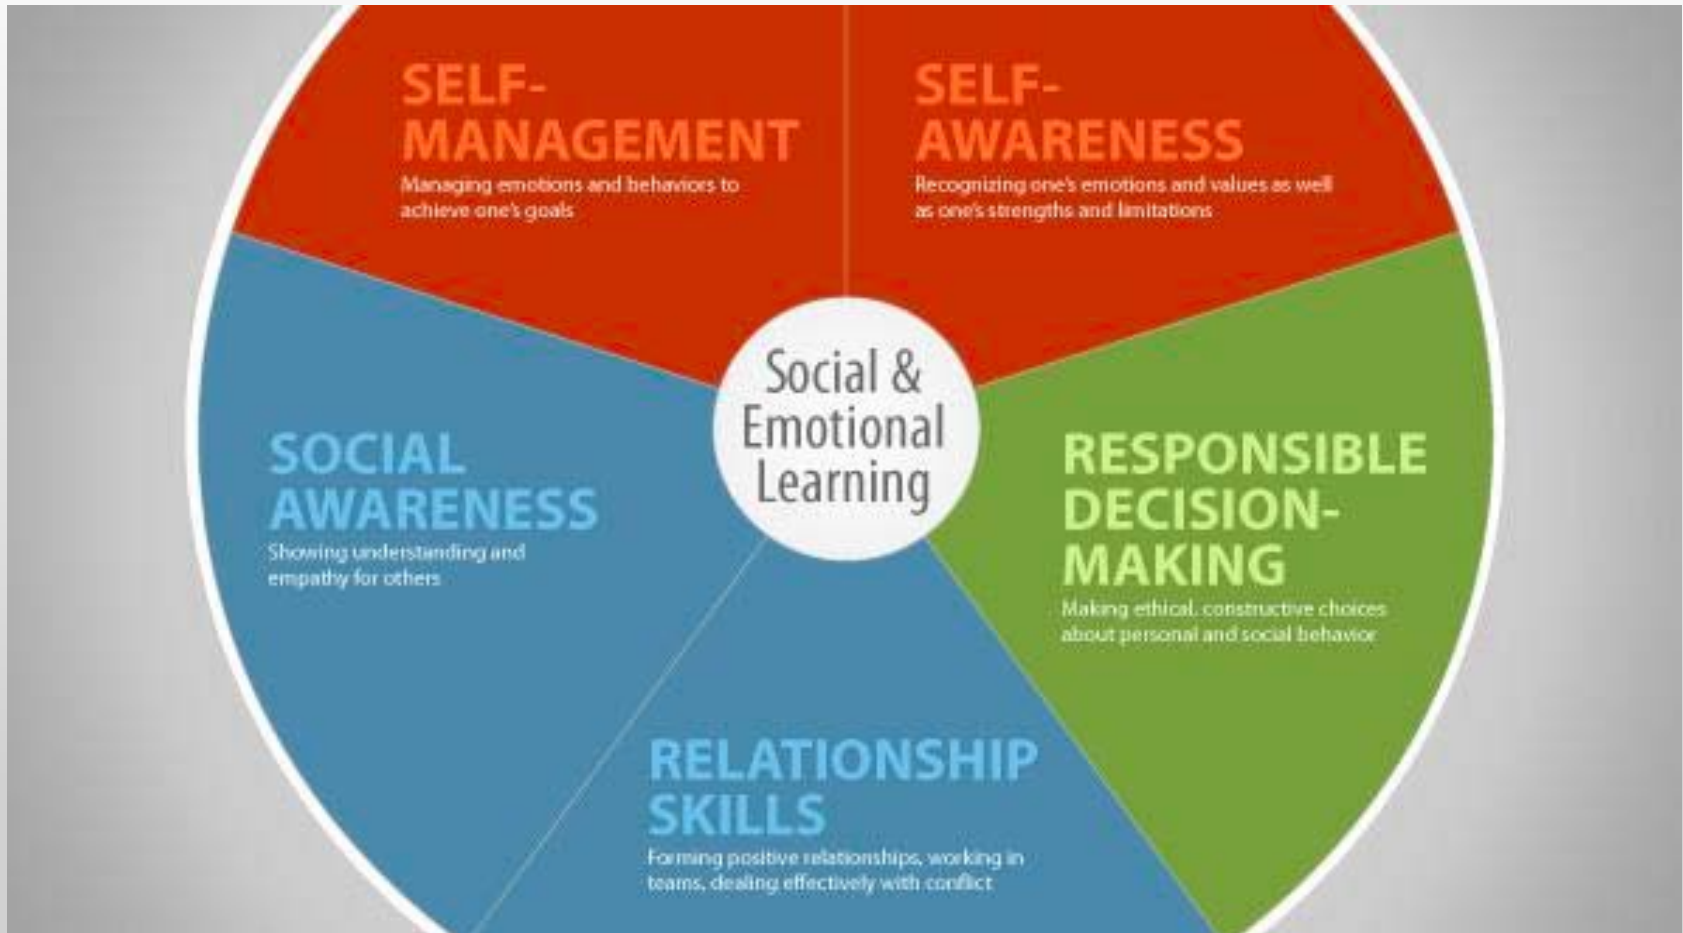 SELF-
MANAGEMENT
Managing emotions and behaviors to
achieve one's goals
SELF-
AWARENESS
Recognizing one's emotions and values as well
as one's strengths and limitations
Social &
Emotional
Learning
SOCIAL
AWARENESS
Showing understanding and
empathy for others
RESPONSIBLE
DECISION-
MAKING
Making ethical, constructive choices
about personal and social behavior
RELATIONSHIP
SKILLS
Forming positive relationships, working in
teams, dealing effectively with conflict